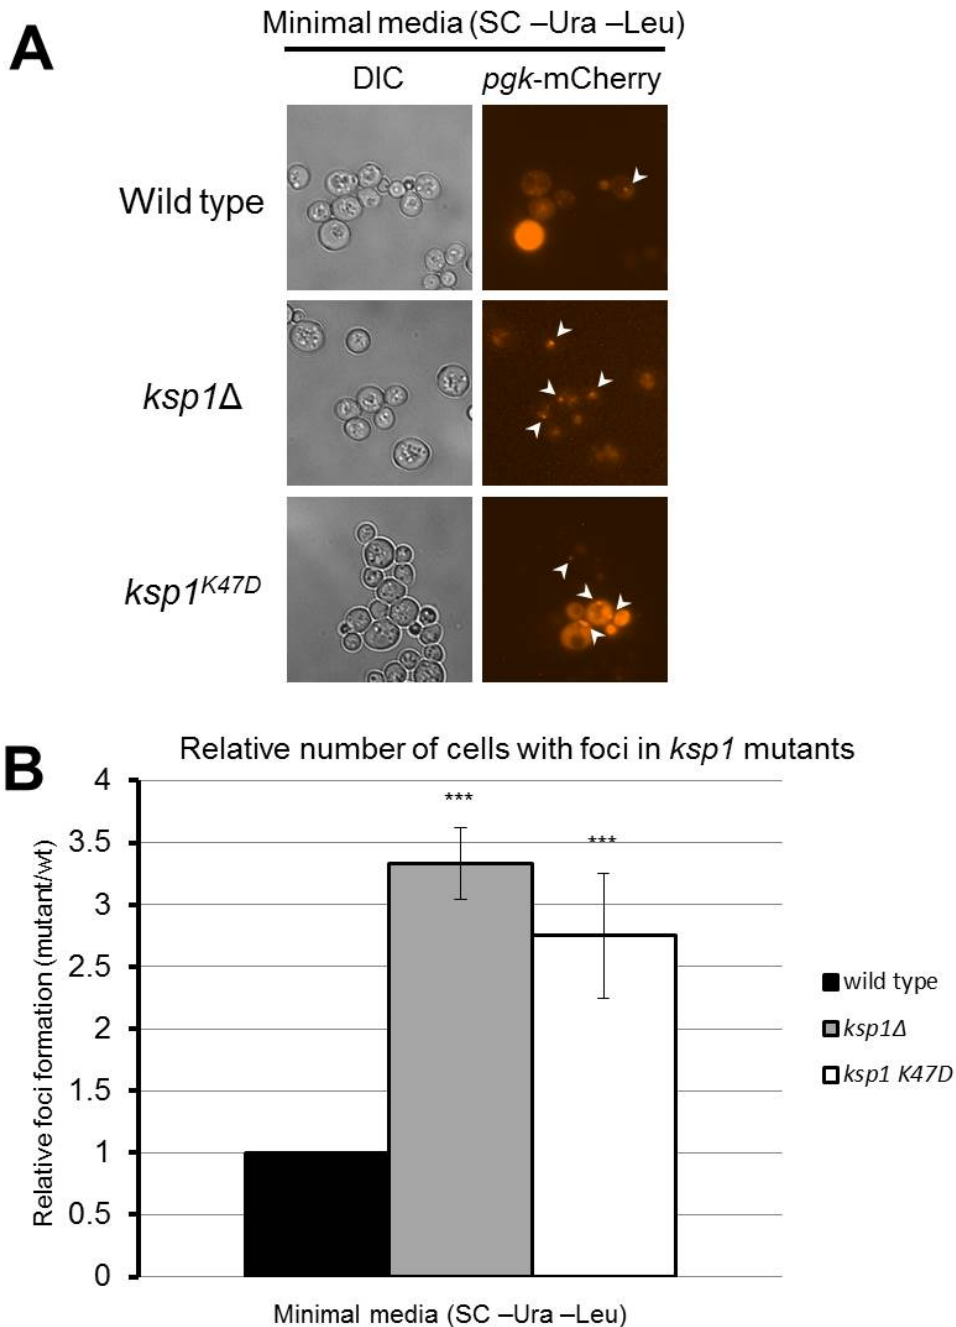 A
Minimal media (SC –Ura –Leu)
DIC
pgk-mCherry
Wild type
ksp1Δ
ksp1K47D
B
Relative number of cells with foci in ksp1 mutants
Relative foci formation (mutant/wt)
4
3.5
3
2.5
2
1.5
1
0.5
0
***
***
wild type
ksp1Δ
ksp1 K47D
Minimal media (SC –Ura –Leu)